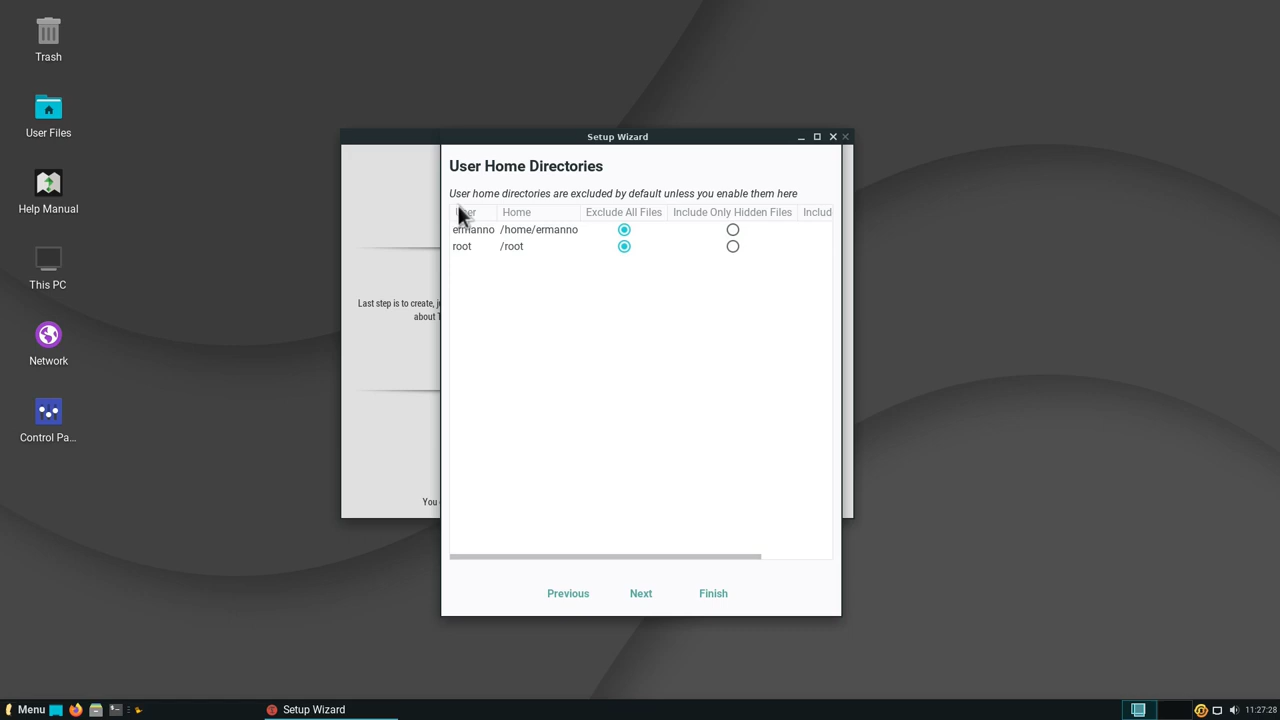 Trash
User Files
Help Manual
This PC
Network
Control Pa...
Setup Wizard
User Home Directories
User home directories are excluded by default unless you enable them here
Home Exclude All Files Include Only Hidden Files Includ
ermanno /home/ermanno
root /root
Last step is to create, j
about T
You
Previous Next Finish
Menu
Setup Wizard
11:27:28